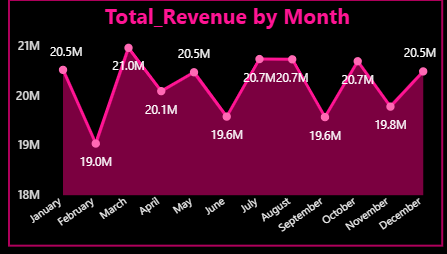 Total_Revenue by Month
21M
20M
19M
18M
20.5M
19.0M
21.0M
20.1M
20.5M
19.6M
20.7M
20.7M
19.6M
20.7M
19.8M
20.5M
January
February
March
April
May
June
July
August
September
October
November
December